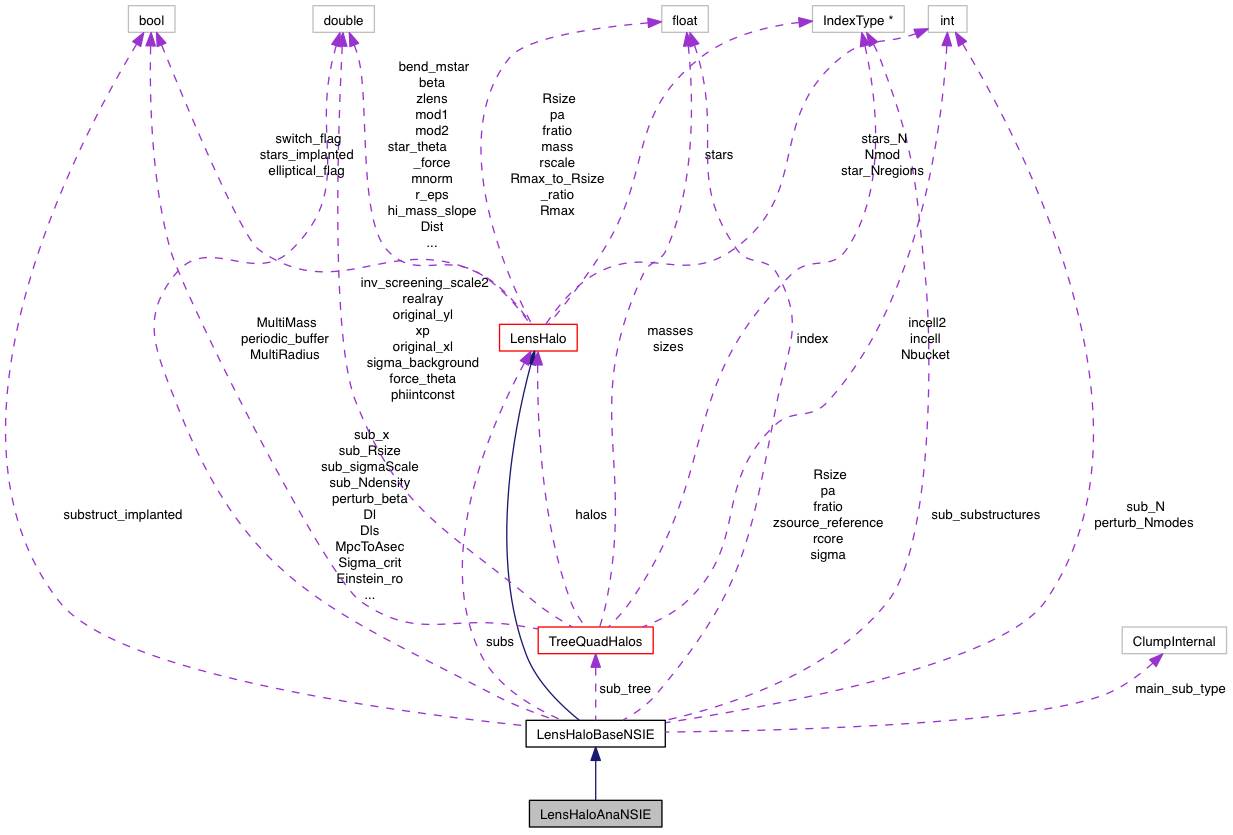 bool
double
float
IndexType *
int
bend_mstar
beta
zlens
mod1
mod2
star_theta
_force
mnorm
r_eps
hi_mass_slope
Dist
...
Rsize
pa
fratio
mass
rscale
Rmax_to_Rsize
_ratio
Rmax
switch_flag
stars_implanted
elliptical_flag
stars
stars_N
Nmod
star_Nregions
inv_screening_scale2
realray
original_yl
xp
original_xl
sigma_background
force_theta
phiintconst
MultiMass
periodic_buffer
MultiRadius
LensHalo
masses
sizes
index
incell2
incell
Nbucket
sub_x
sub_Rsize
sub_sigmaScale
sub_Ndensity
perturb_beta
Dl
Dls
MpcToAsec
Sigma_crit
Einstein_ro
...
substruct_implanted
halos
Rsize
pa
fratio
zsource_reference
rcore
sigma
sub_substructures
sub_N
perturb_Nmodes
subs
TreeQuadHalos
ClumpInternal
sub_tree
main_sub_type
LensHaloBaseNSIE
LensHaloAnaNSIE